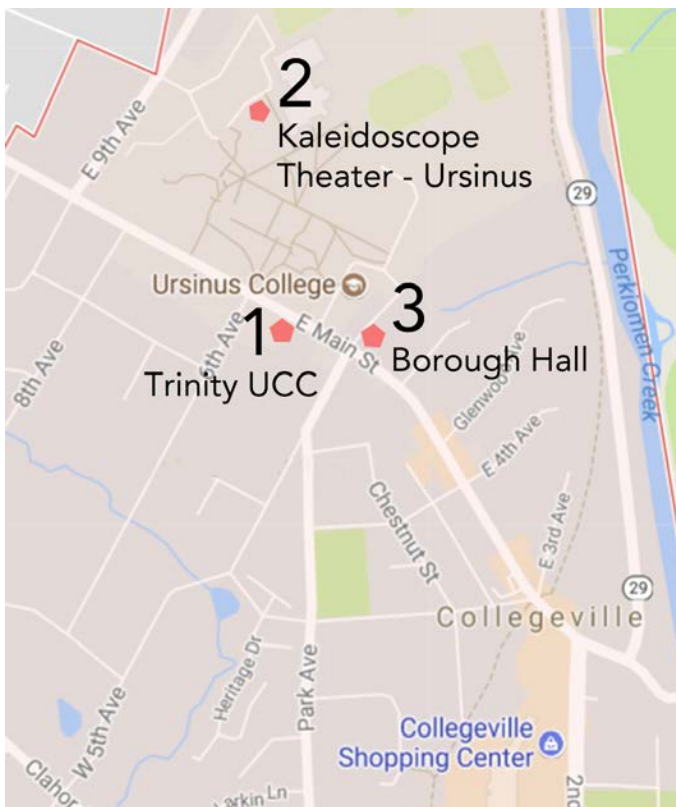 2
Kaleidoscope
Theater - Ursinus
E 9th Ave
29
Perkiomen Creek
Ursinus College
1
Trinity UCC
E Main St
3
Borough Hall
8th Ave
Glenwood Ave
E 4th Ave
Chestnut St
E 3rd Ave
29
Collegeville
Heritage Dr
Park Ave
W 5th Ave
Collegeville
Shopping Center
Larkin Ln
2nd